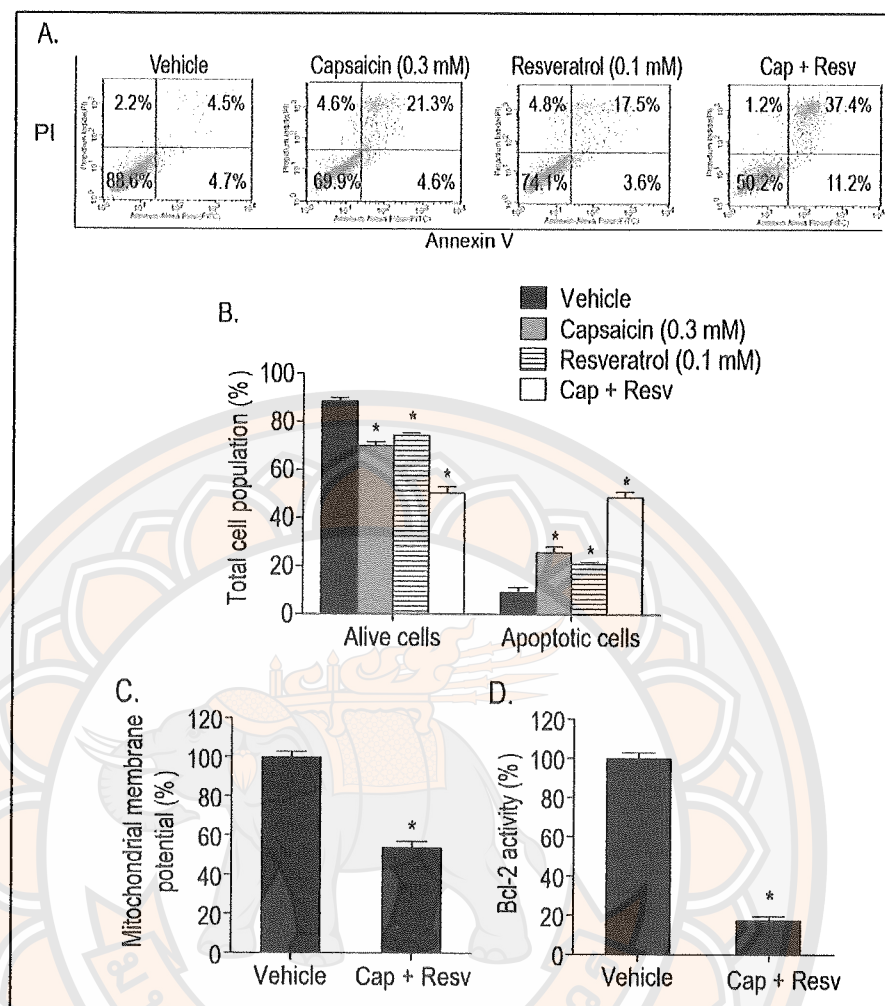 A.
Vehicle
Capsaicin (0.3 mM)
Resveratrol (0.1 mM)
Cap + Resv
PI
2.2% 4.5%
88.6% 4.7%
4.6% 21.3%
69.9% 4.6%
4.8% 17.5%
74.1% 3.6%
1.2% 37.4%
50.2% 11.2%
Annexin V
B.
Vehicle
Capsaicin (0.3 mM)
Resveratrol (0.1 mM)
Cap + Resv
Total cell population (%)
100
80
60
40
20
0
* * * * * *
Alive cells Apoptotic cells
C.
Mitochondrial membrane
potential (%)
120
100
80
60
40
20
0
*
Vehicle Cap + Resv
D.
Bcl-2 activity (%)
120
100
80
60
40
20
0
*
Vehicle Cap + Resv